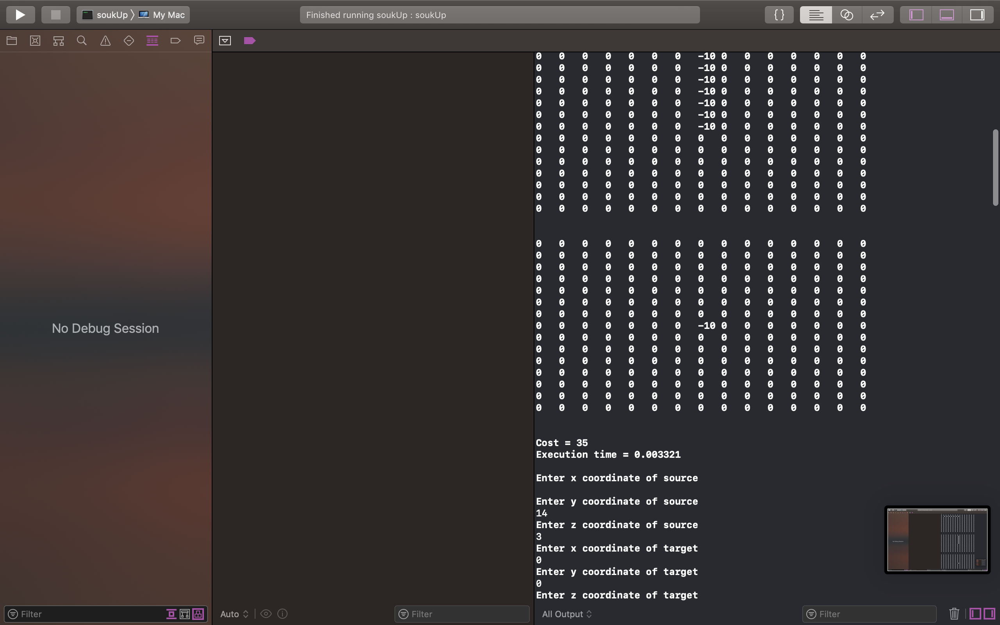 soukUp 〉 My Mac
Finished running soukUp : soukUp
{}
No Debug Session
0 0 0 0 0 0 0 -10 0 0 0 0 0 0 0
0 0 0 0 0 0 0 -10 0 0 0 0 0 0 0
0 0 0 0 0 0 0 -10 0 0 0 0 0 0 0
0 0 0 0 0 0 0 -10 0 0 0 0 0 0 0
0 0 0 0 0 0 0 -10 0 0 0 0 0 0 0
0 0 0 0 0 0 0 -10 0 0 0 0 0 0 0
0 0 0 0 0 0 0 -10 0 0 0 0 0 0 0
0 0 0 0 0 0 0 0 0 0 0 0 0 0 0
0 0 0 0 0 0 0 0 0 0 0 0 0 0 0
0 0 0 0 0 0 0 0 0 0 0 0 0 0 0
0 0 0 0 0 0 0 0 0 0 0 0 0 0 0
0 0 0 0 0 0 0 0 0 0 0 0 0 0 0
0 0 0 0 0 0 0 0 0 0 0 0 0 0 0
0 0 0 0 0 0 0 0 0 0 0 0 0 0 0
0 0 0 0 0 0 0 0 0 0 0 0 0 0 0
0 0 0 0 0 0 0 0 0 0 0 0 0 0 0
0 0 0 0 0 0 0 0 0 0 0 0 0 0 0
0 0 0 0 0 0 0 0 0 0 0 0 0 0 0
0 0 0 0 0 0 0 0 0 0 0 0 0 0 0
0 0 0 0 0 0 0 0 0 0 0 0 0 0 0
0 0 0 0 0 0 0 0 0 0 0 0 0 0 0
0 0 0 0 0 0 0 -10 0 0 0 0 0 0 0
0 0 0 0 0 0 0 0 0 0 0 0 0 0 0
0 0 0 0 0 0 0 0 0 0 0 0 0 0 0
0 0 0 0 0 0 0 0 0 0 0 0 0 0 0
0 0 0 0 0 0 0 0 0 0 0 0 0 0 0
0 0 0 0 0 0 0 0 0 0 0 0 0 0 0
0 0 0 0 0 0 0 0 0 0 0 0 0 0 0
0 0 0 0 0 0 0 0 0 0 0 0 0 0 0
Cost = 35
Execution time = 0.003321
Enter x coordinate of source
Enter y coordinate of source
14
Enter z coordinate of source
3
Enter x coordinate of target
0
Enter y coordinate of target
0
Enter z coordinate of target
Filter
Auto
Filter
All Output
Filter